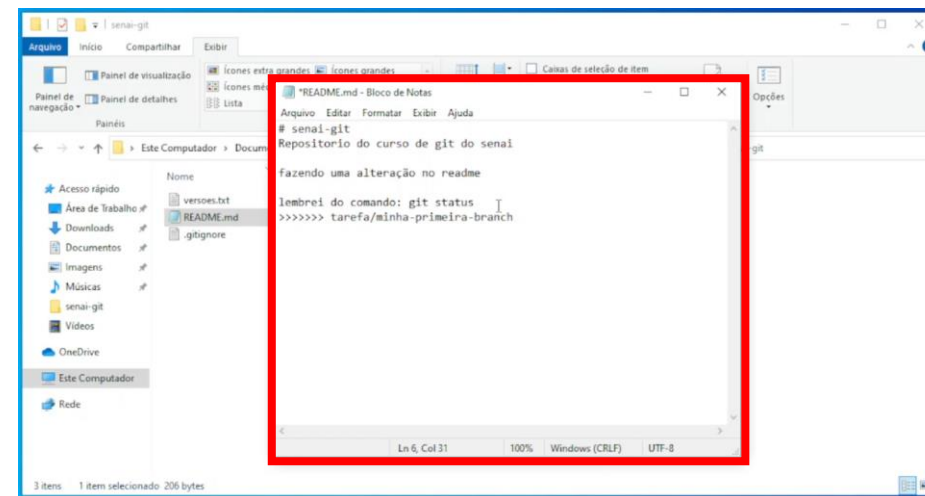 senai-git
Arquivo Início Compartilhar Exibir
Painel de navegação
Painel de visualização
Painel de detalhes
Painéis
Ícones extra grandes Ícones grandes
Ícones
Lista
Caixas de seleção de item
Opções
Este Computador
git
*README.md - Bloco de Notas
Arquivo Editar Formatar Exibir Ajuda
# senai-git
Repositorio do curso de git do senai
fazendo uma alteração no readme
lembrei do comando: git status
>>>>>>> tarefa/minha-primeira-branch
Ln 6, Col 31 100% Windows (CRLF) UTF-8
Nome
versoes.txt
README.md
.gitignore
Acesso rápido
Área de Trabalho
Downloads
Documentos
Imagens
Músicas
senai-git
Vídeos
OneDrive
Este Computador
Rede
3 itens 1 item selecionado 206 bytes